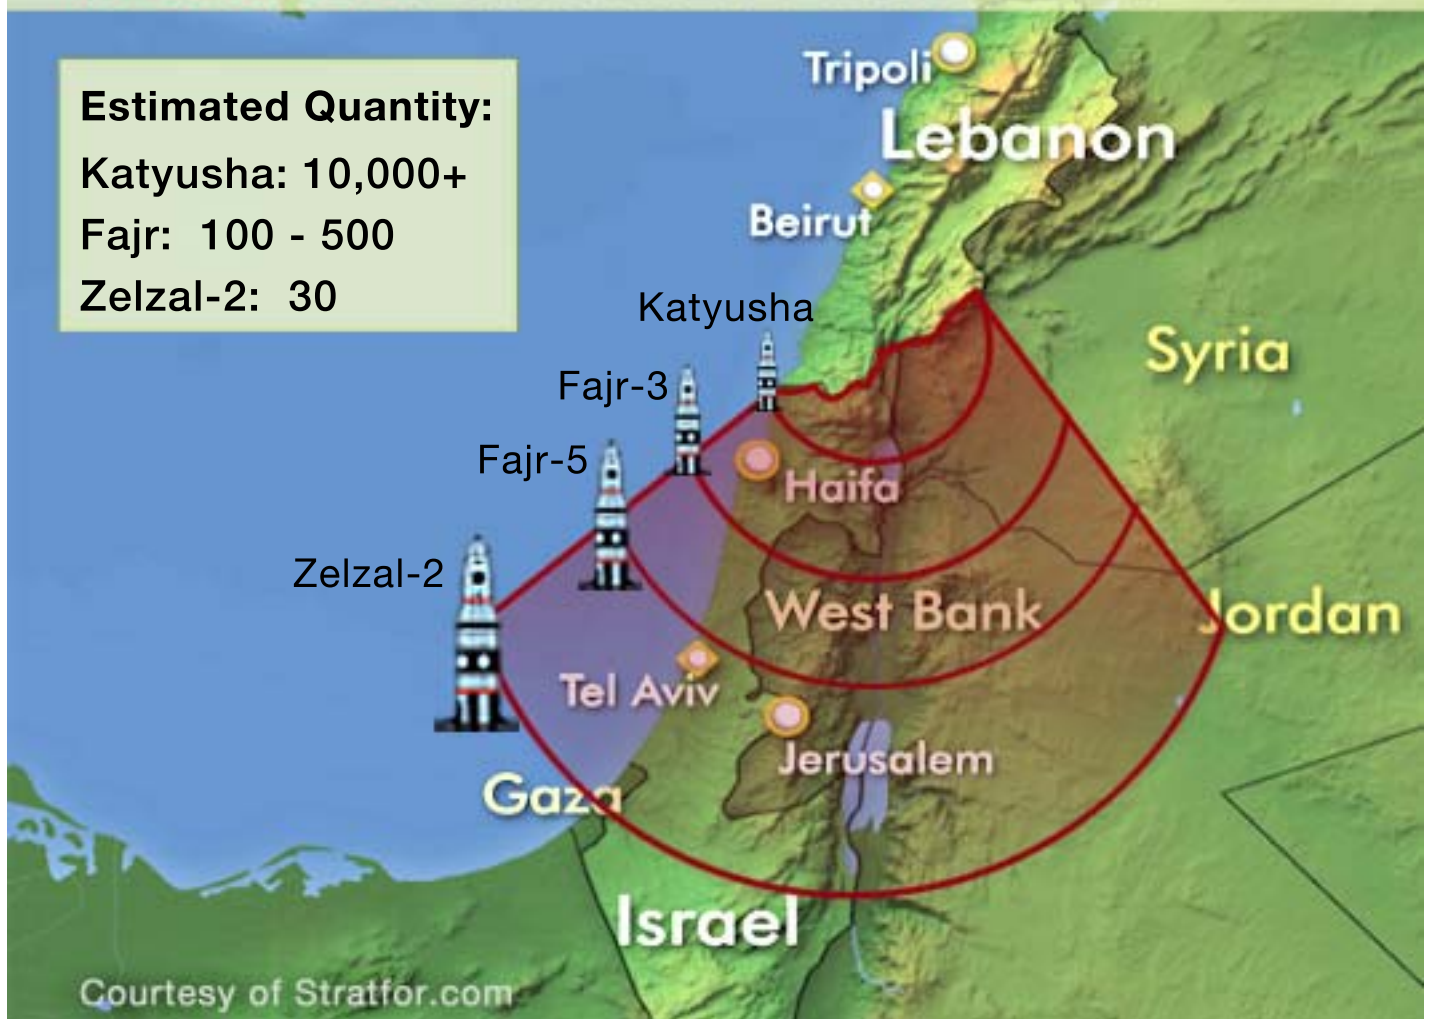 Estimated Quantity:
Katyusha: 10,000+
Fajr: 100 - 500
Zelzal-2: 30
Tripoli
Lebanon
Beirut
Katyusha
Syria
Fajr-3
Fajr-5
Haifa
Zelzal-2
West Bank
Jordan
Tel Aviv
Jerusalem
Gaza
Israel
Courtesy of Stratfor.com